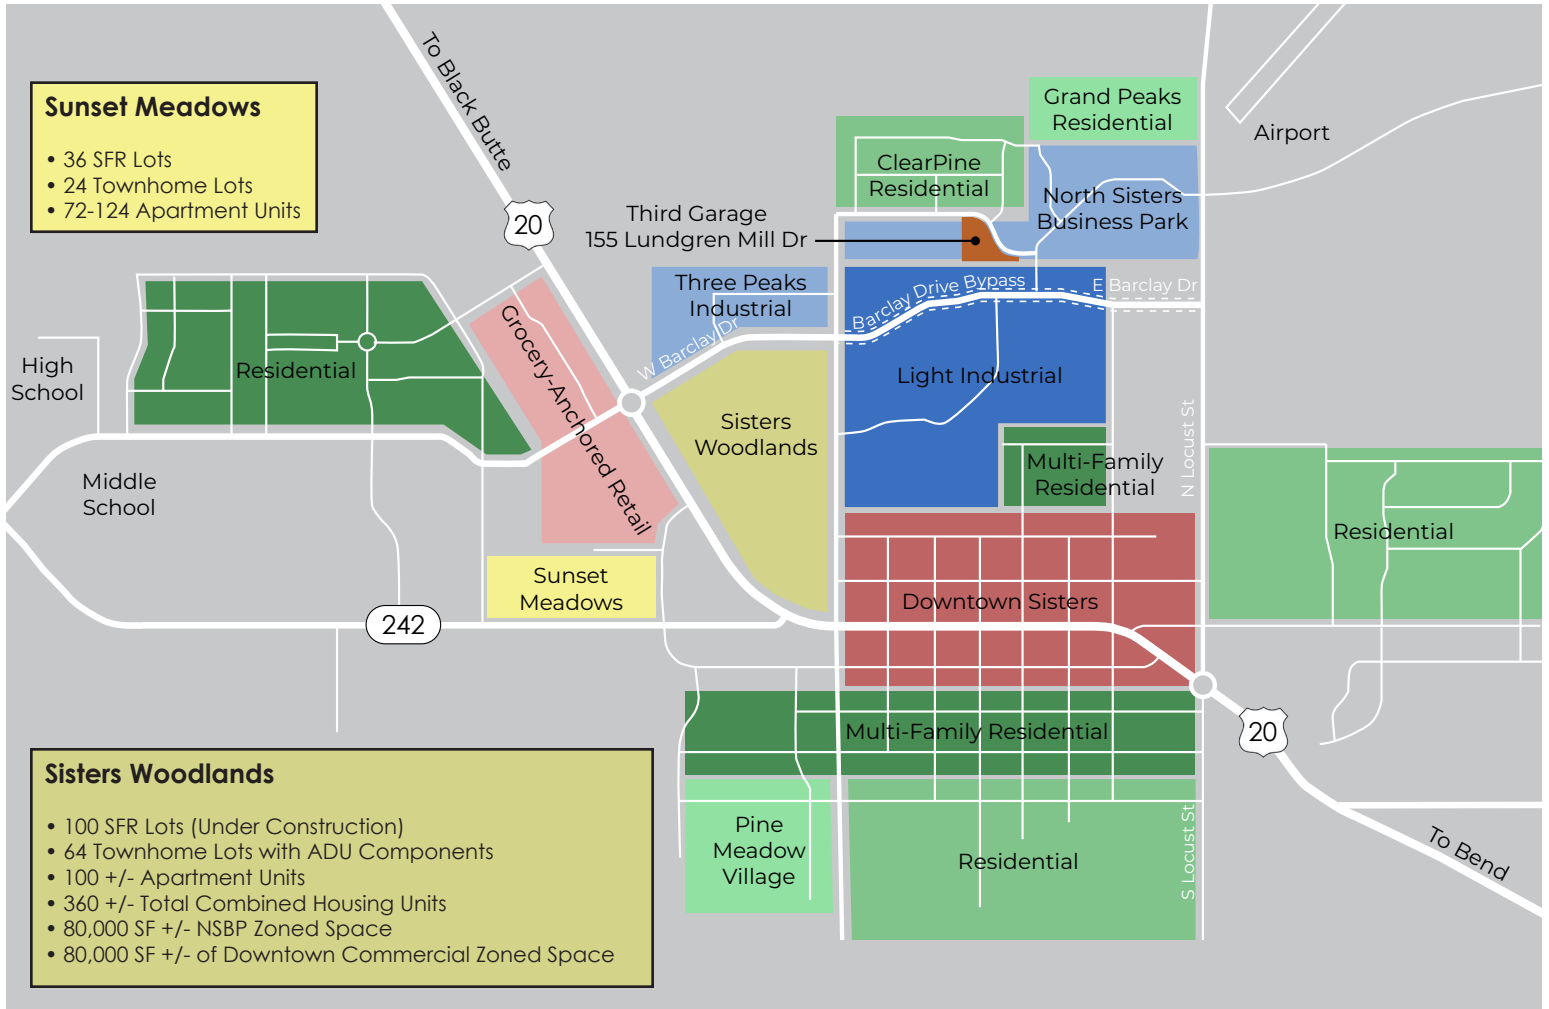 To Black Butte
Sunset Meadows
• 36 SFR Lots
• 24 Townhome Lots
• 72-124 Apartment Units
20
Grand Peaks
Residential
Airport
ClearPine
Residential
North Sisters
Business Park
Third Garage
155 Lundgren Mill Dr
Three Peaks
Industrial
W Barclay Dr
Barclay Drive Bypass
E Barclay Dr
Grocery-Anchored Retail
High
School
Residential
Light Industrial
Sisters
Woodlands
N Locust St
Middle
School
Multi-Family
Residential
Residential
Sunset
Meadows
Downtown Sisters
242
20
Multi-Family Residential
Sisters Woodlands
• 100 SFR Lots (Under Construction)
• 64 Townhome Lots with ADU Components
• 100 +/- Apartment Units
• 360 +/- Total Combined Housing Units
• 80,000 SF +/- NSBP Zoned Space
• 80,000 SF +/- of Downtown Commercial Zoned Space
Pine
Meadow
Village
Residential
S Locust St
To Bend